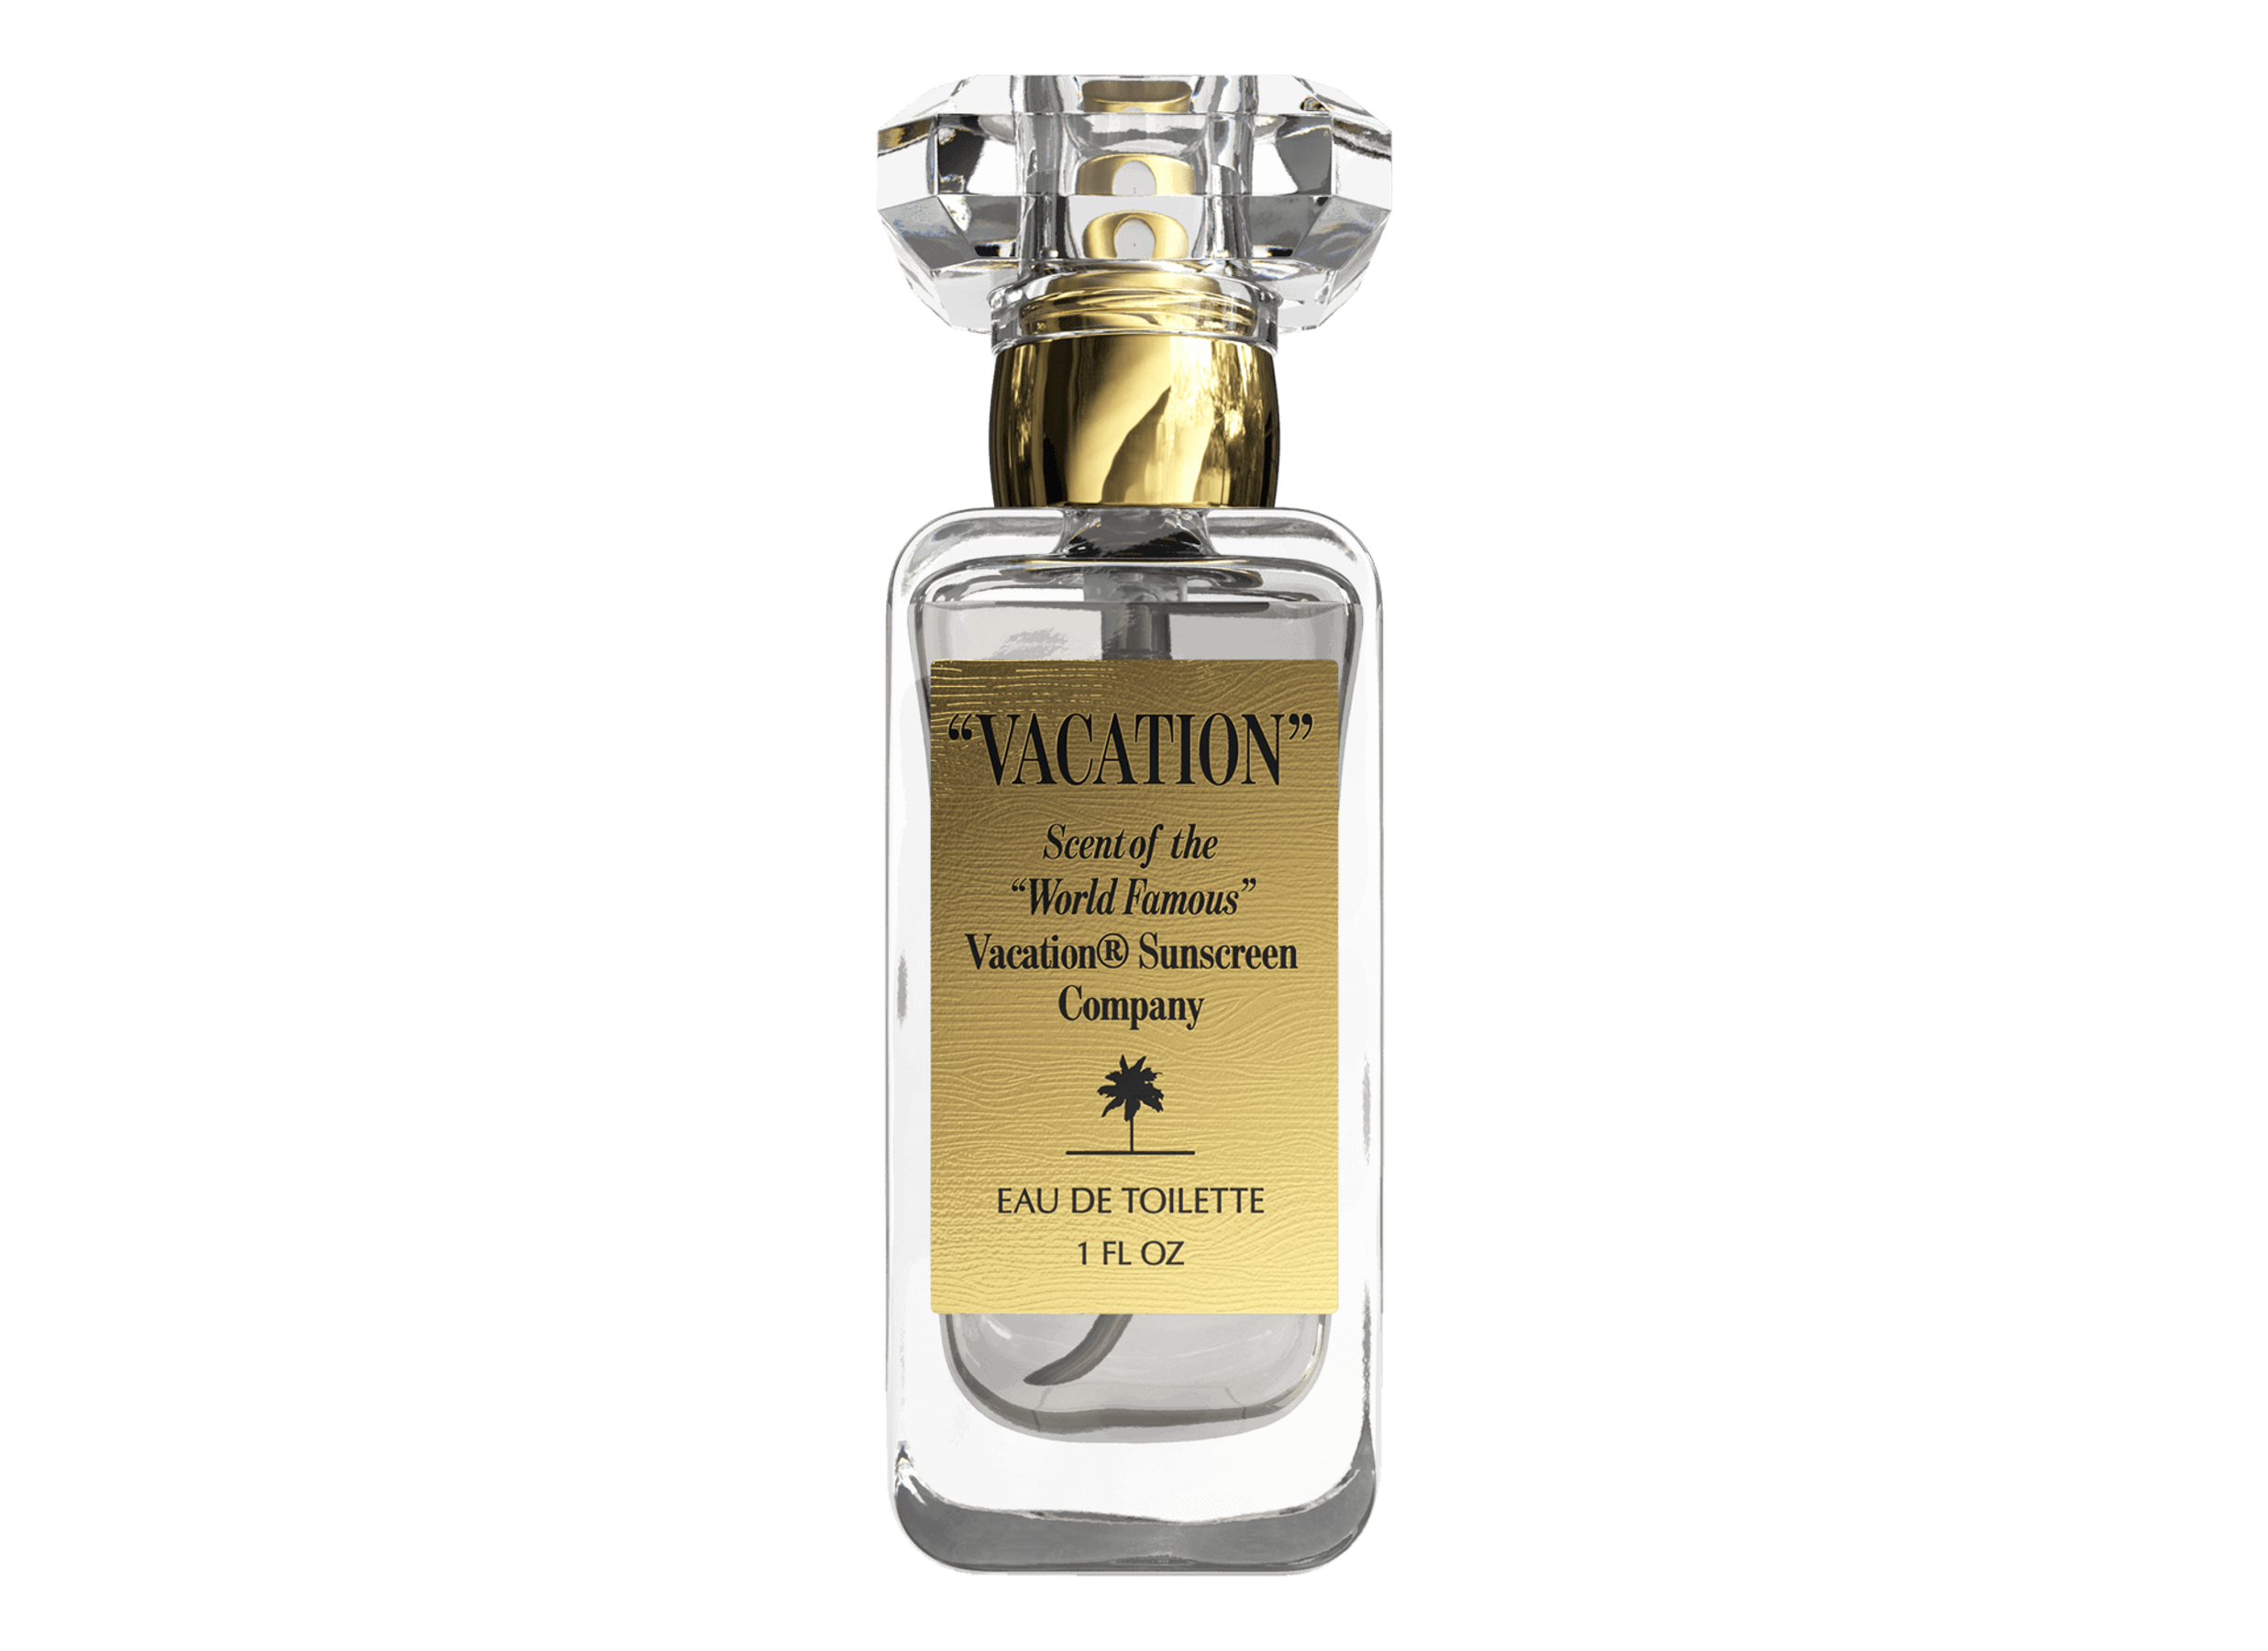 “VACATION”
Scent of the
“World Famous”
Vacation® Sunscreen
Company
EAU DE TOILETTE
1 FL OZ